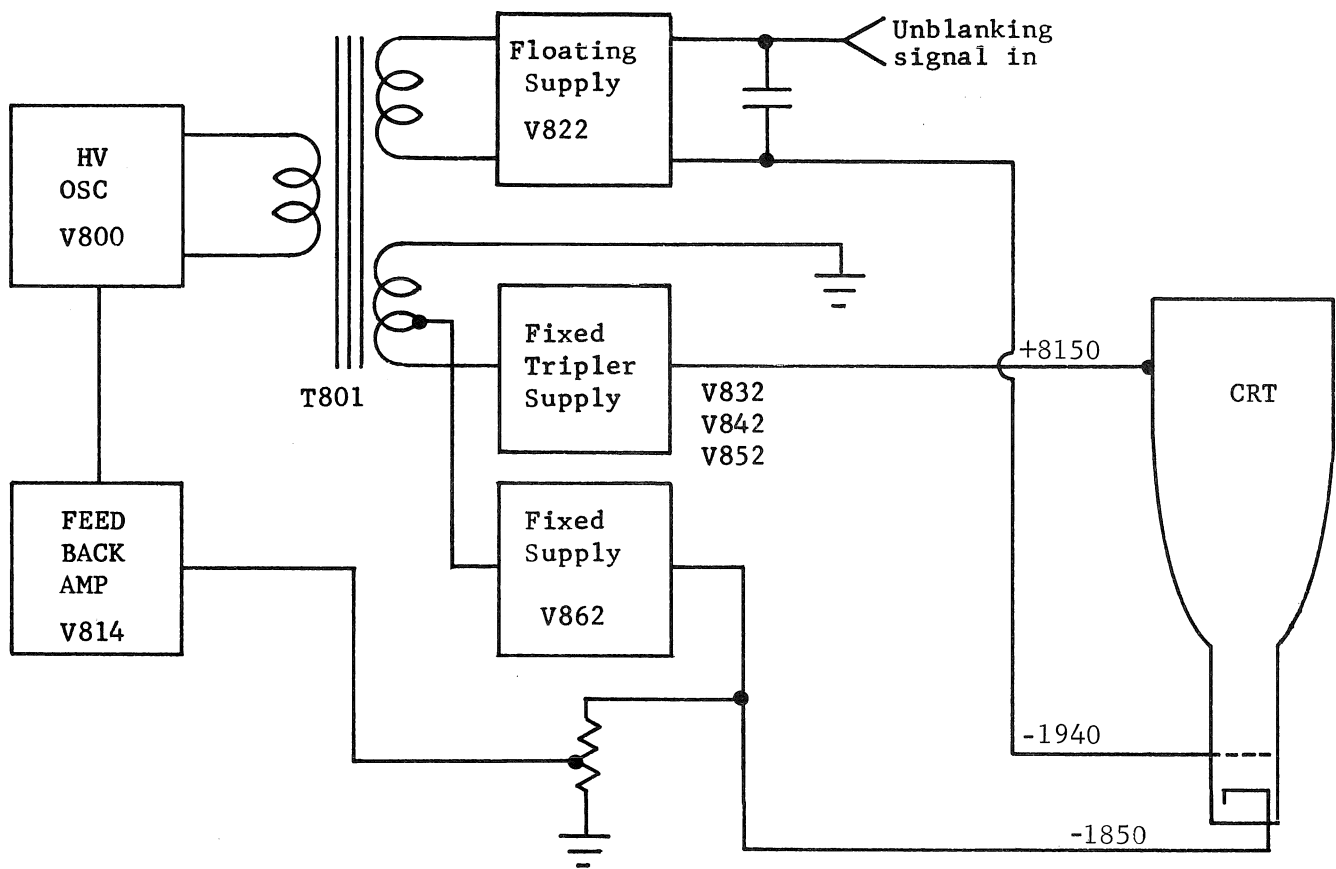 Unblanking
signal in
Floating
Supply
V822
HV
OSC
V800
T801
Fixed
Tripler
Supply
V832
V842
V852
+8150
CRT
FEED
BACK
AMP
V814
Fixed
Supply
V862
-1940
-1850